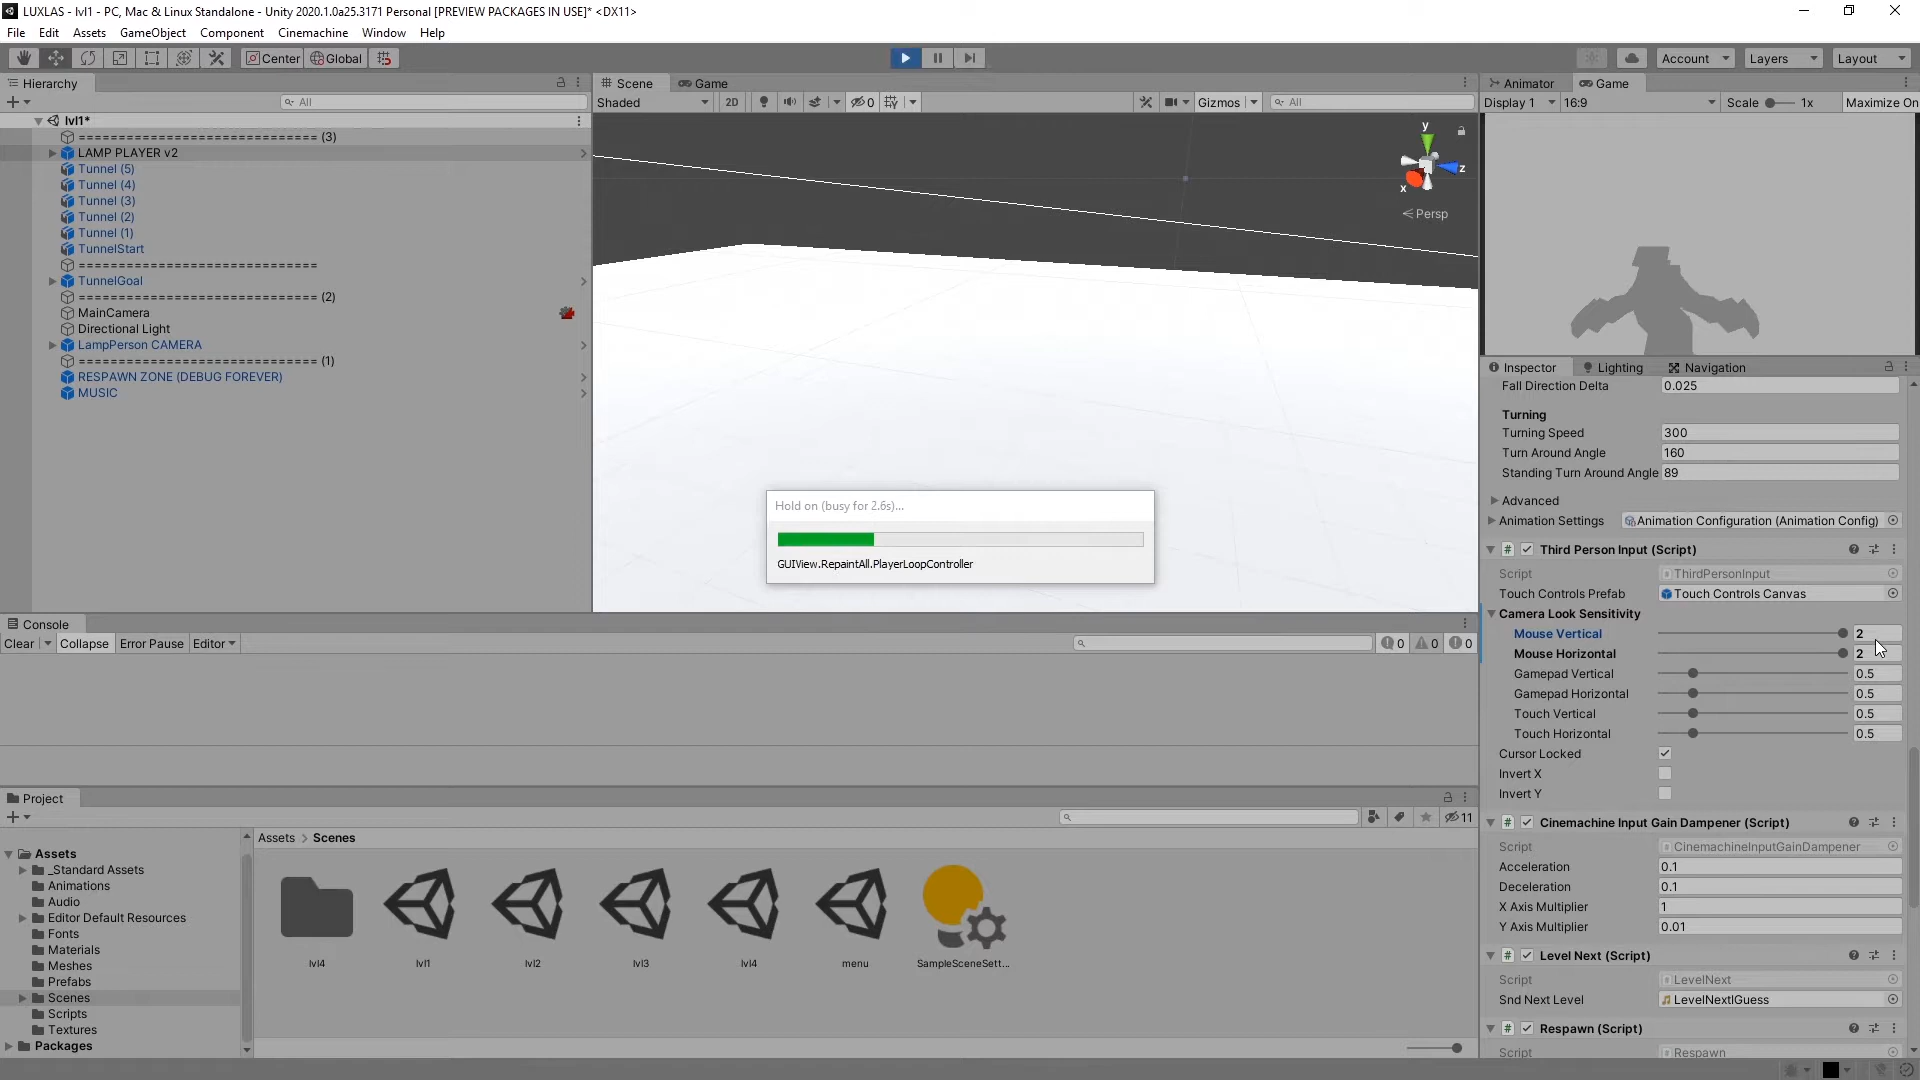 LUXLAS - lvl1 - PC, Mac & Linux Standalone - Unity 2020.1.0a25.3171 Personal [PREVIEW PACKAGES IN USE]* <DX11>
File Edit Assets GameObject Component Cinemachine Window Help
Center Global Account Layers Layout
Hierarchy
All
lvl1*
============================== (3)
LAMP PLAYER v2
Tunnel (5)
Tunnel (4)
Tunnel (3)
Tunnel (2)
Tunnel (1)
TunnelStart
==============================
TunnelGoal
============================== (2)
MainCamera
Directional Light
LampPerson CAMERA
============================== (1)
RESPAWN ZONE (DEBUG FOREVER)
MUSIC
Scene Game
Shaded 2D 0 Gizmos All
y
z
x
< Persp
Hold on (busy for 2.6s)...
GUIView.RepaintAll.PlayerLoopController
Animator Game
Display 1 16:9 Scale 1x Maximize On
Inspector Lighting Navigation
Fall Direction Delta 0.025
Turning
Turning Speed 300
Turn Around Angle 160
Standing Turn Around Angle 89
Advanced
Animation Settings Animation Configuration (Animation Config)
Third Person Input (Script)
Script ThirdPersonInput
Touch Controls Prefab Touch Controls Canvas
Camera Look Sensitivity
Mouse Vertical 2
Mouse Horizontal 2
Gamepad Vertical 0.5
Gamepad Horizontal 0.5
Touch Vertical 0.5
Touch Horizontal 0.5
Cursor Locked
Invert X
Invert Y
Cinemachine Input Gain Dampener (Script)
Script CinemachineInputGainDampener
Acceleration 0.1
Deceleration 0.1
X Axis Multiplier 1
Y Axis Multiplier 0.01
Level Next (Script)
Script LevelNext
Snd Next Level LevelNextIGuess
Respawn (Script)
Script Respawn
Console
Clear Collapse Error Pause Editor 0 0 0
Project
11
Assets
_Standard Assets
Animations
Audio
Editor Default Resources
Fonts
Materials
Meshes
Prefabs
Scenes
Scripts
Textures
Packages
Assets > Scenes
lvl4 lvl1 lvl2 lvl3 lvl4 menu SampleSceneSett...